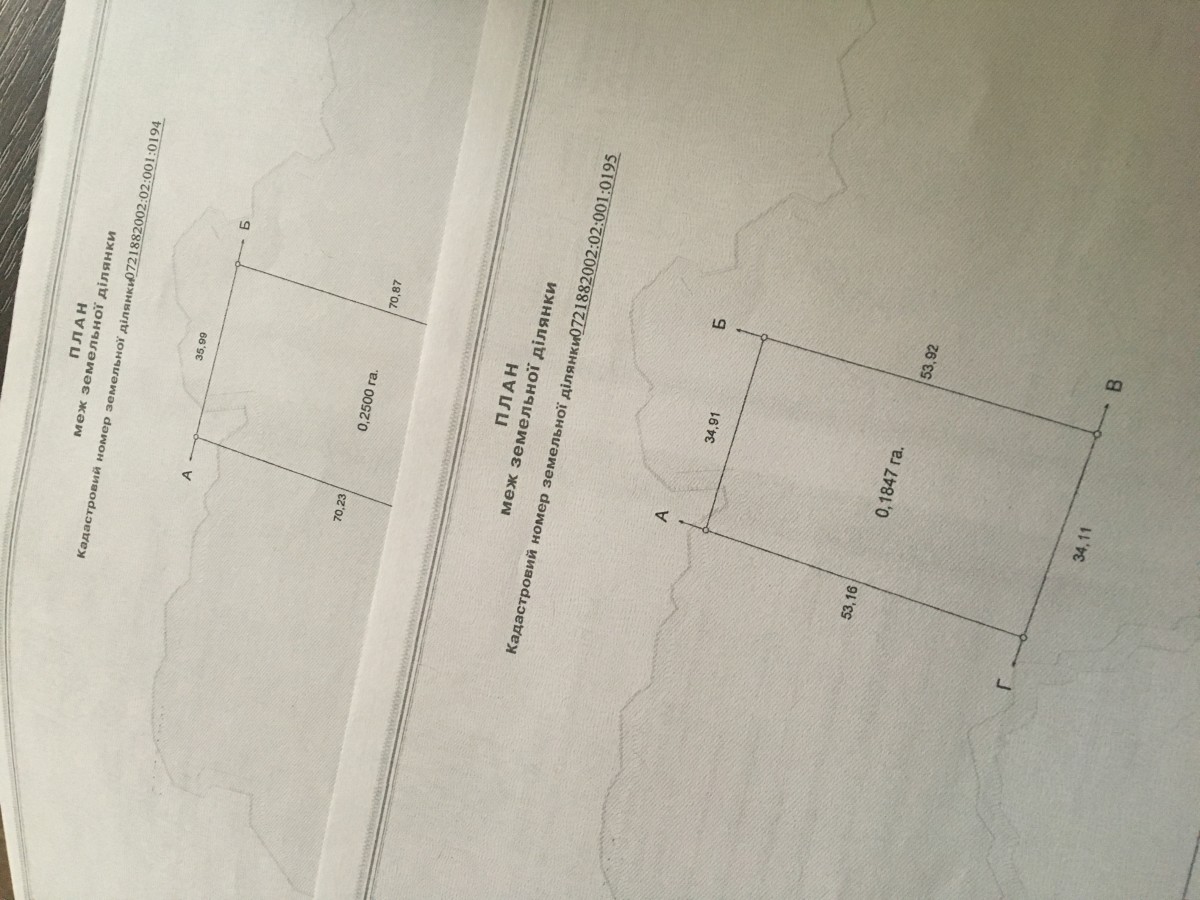 ПЛАН
меж земельної ділянки
Кадастровий номер земельної ділянки0721882002:02:001:0194
А
35,99
Б
70,23
0,2500 га.
70,87
ПЛАН
меж земельної ділянки
Кадастровий номер земельної ділянки0721882002:02:001:0195
А
34,91
Б
53,16
0,1847 га.
53,92
Г
34,11
В